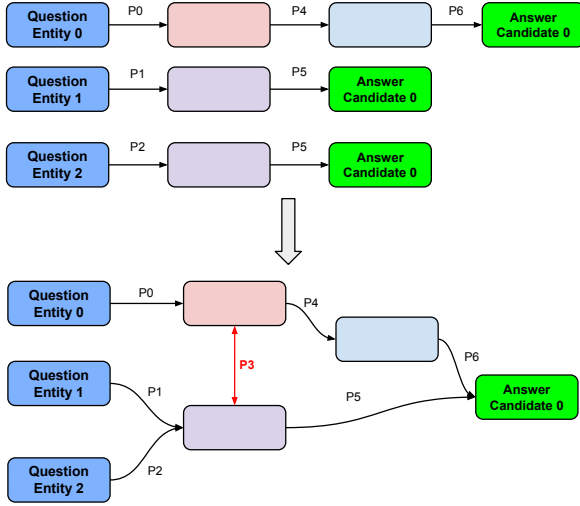 Question
Entity 0
P0
P4
P6
Answer
Candidate 0
Question
Entity 1
P1
P5
Answer
Candidate 0
Question
Entity 2
P2
P5
Answer
Candidate 0
Question
Entity 0
P0
P4
P3
P6
Question
Entity 1
P1
P5
Answer
Candidate 0
Question
Entity 2
P2